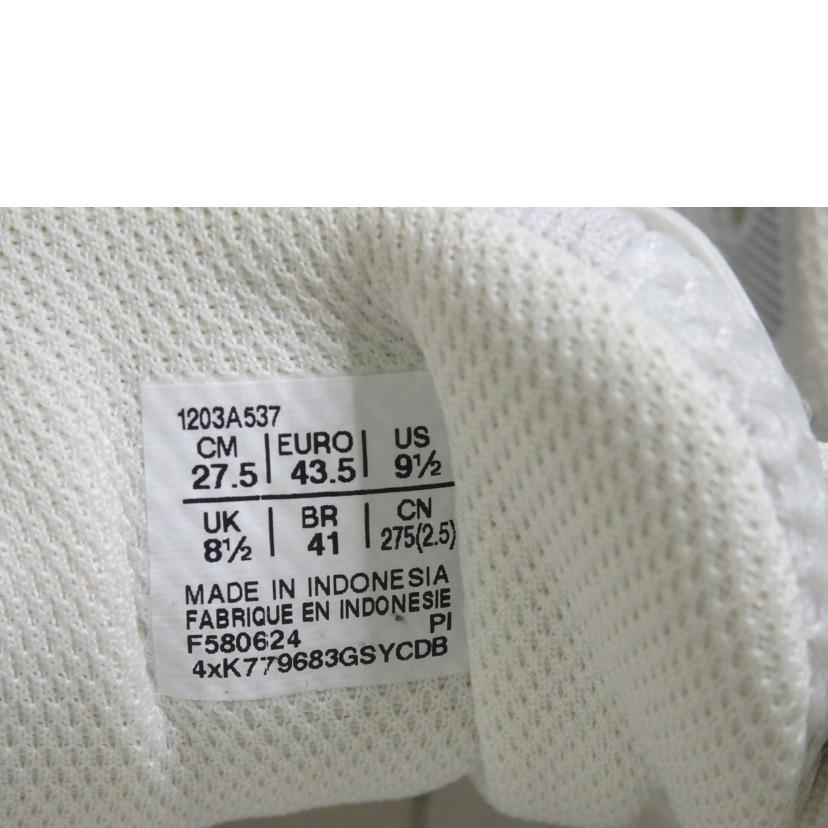 1203A537
CM | EURO | US
27.5 | 43.5 | 9½
UK | BR | CN
8½ | 41 | 275(2.5)
MADE IN INDONESIA
FABRIQUE EN INDONESIE
F580624 PI
4xK779683GSYCDB